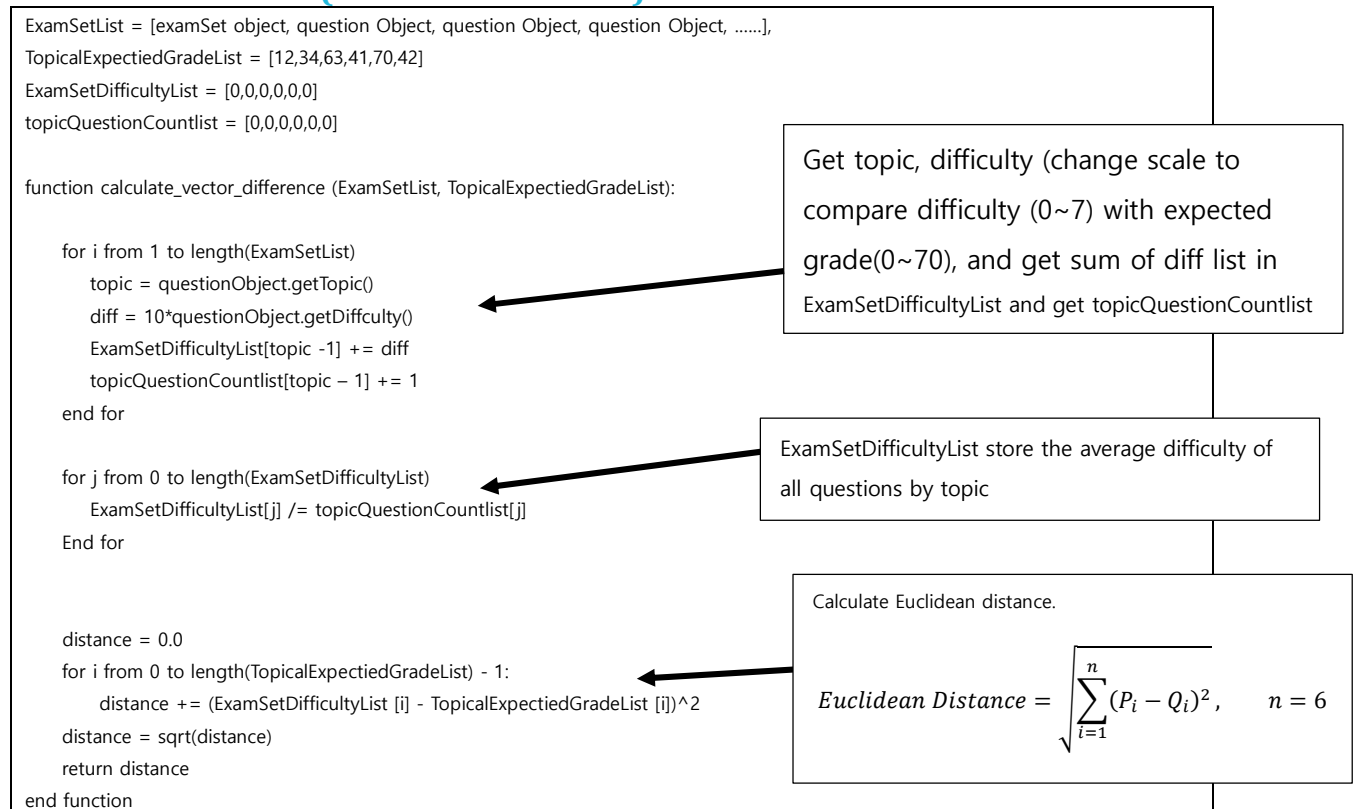 ExamSetList = [examSet object, question Object, question Object, question Object, ......],
TopicalExpectiedGradeList = [12,34,63,41,70,42]
ExamSetDifficultyList = [0,0,0,0,0,0]
topicQuestionCountlist = [0,0,0,0,0,0]
function calculate_vector_difference (ExamSetList, TopicalExpectiedGradeList):
for i from 1 to length(ExamSetList)
topic = questionObject.getTopic()
diff = 10*questionObject.getDiffculty()
ExamSetDifficultyList[topic -1] += diff
topicQuestionCountlist[topic – 1] += 1
end for
Get topic, difficulty (change scale to
compare difficulty (0~7) with expected
grade(0~70), and get sum of diff list in
ExamSetDifficultyList and get topicQuestionCountlist
for j from 0 to length(ExamSetDifficultyList)
ExamSetDifficultyList[j] /= topicQuestionCountlist[j]
End for
ExamSetDifficultyList store the average difficulty of
all questions by topic
distance = 0.0
for i from 0 to length(TopicalExpectiedGradeList) - 1:
distance += (ExamSetDifficultyList [i] - TopicalExpectiedGradeList [i])^2
distance = sqrt(distance)
return distance
end function
Calculate Euclidean distance.
Euclidean Distance = √∑ⁿᵢ₌₁(Pᵢ − Qᵢ)², n = 6